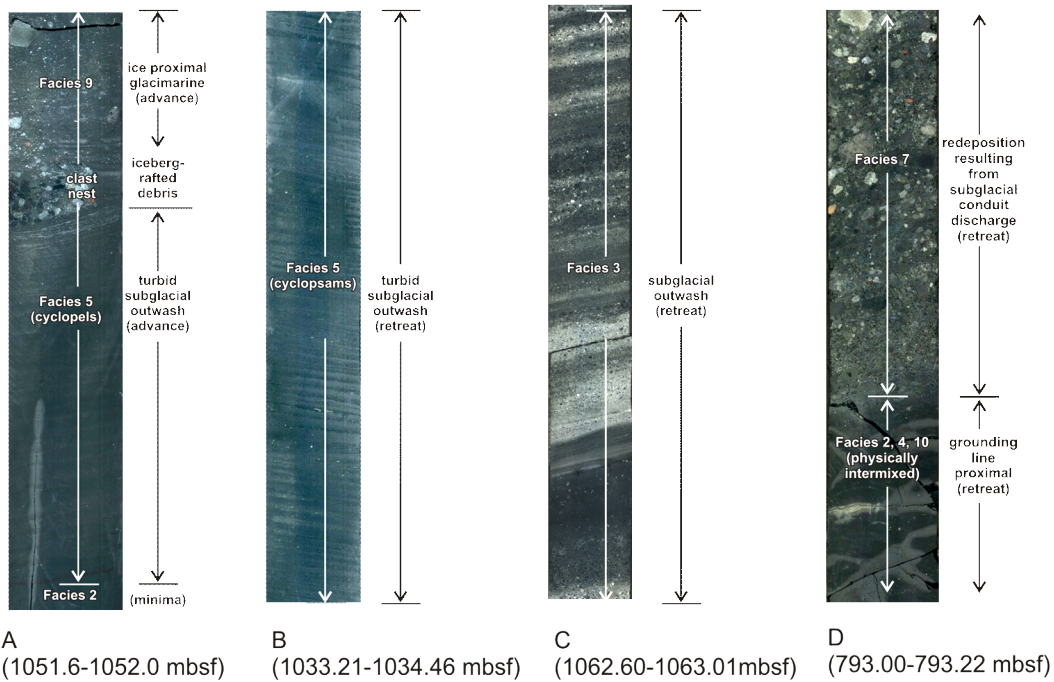 Facies 9
clast
nest
Facies 5
(cyclopels)
Facies 2
ice proximal
glacimarine
(advance)
iceberg-
rafted
debris
turbid
subglacial
outwash
(advance)
(minima)
A
(1051.6-1052.0 mbsf)
Facies 5
(cyclopsams)
turbid
subglacial
outwash
(retreat)
B
(1033.21-1034.46 mbsf)
Facies 3
subglacial
outwash
(retreat)
C
(1062.60-1063.01mbsf)
Facies 7
Facies 2, 4, 10
(physically
intermixed)
redeposition
resulting
from
subglacial
conduit
discharge
(retreat)
grounding
line
proximal
(retreat)
D
(793.00-793.22 mbsf)